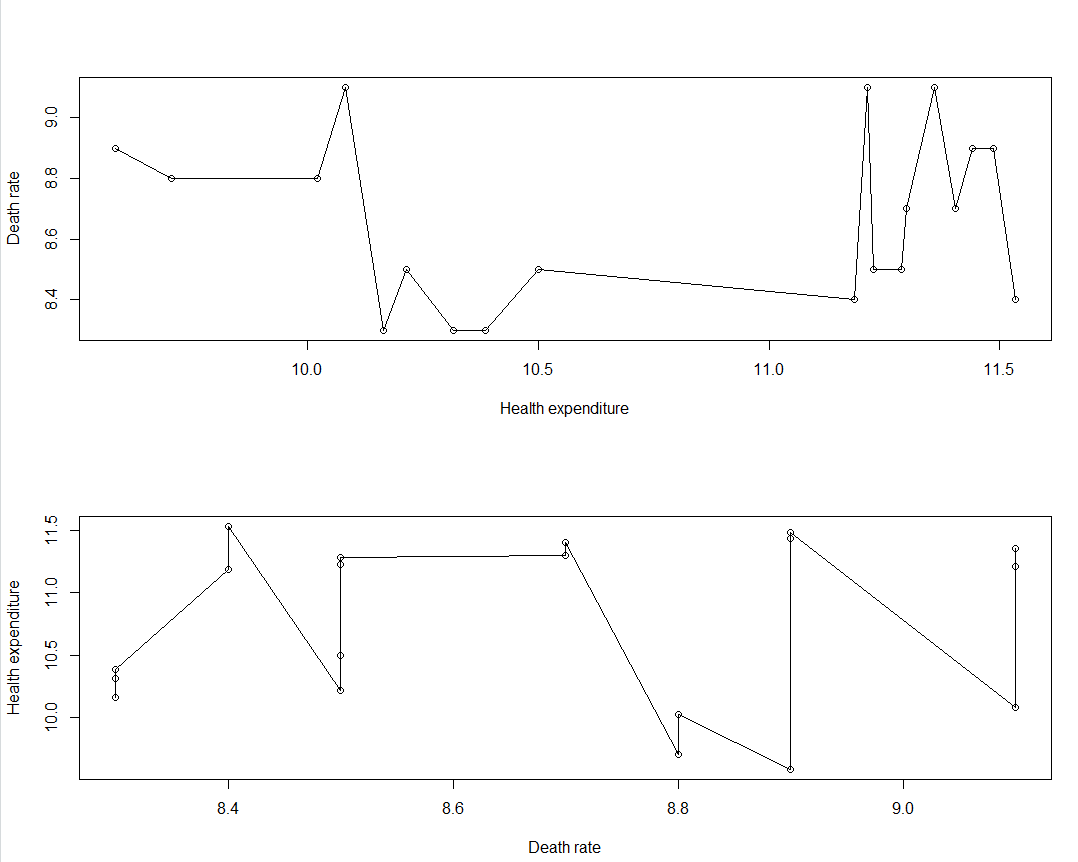 Death rate
9.0
8.8
8.6
8.4
10.0 10.5 11.0 11.5
Health expenditure
Health expenditure
11.5
11.0
10.5
10.0
8.4 8.6 8.8 9.0
Death rate